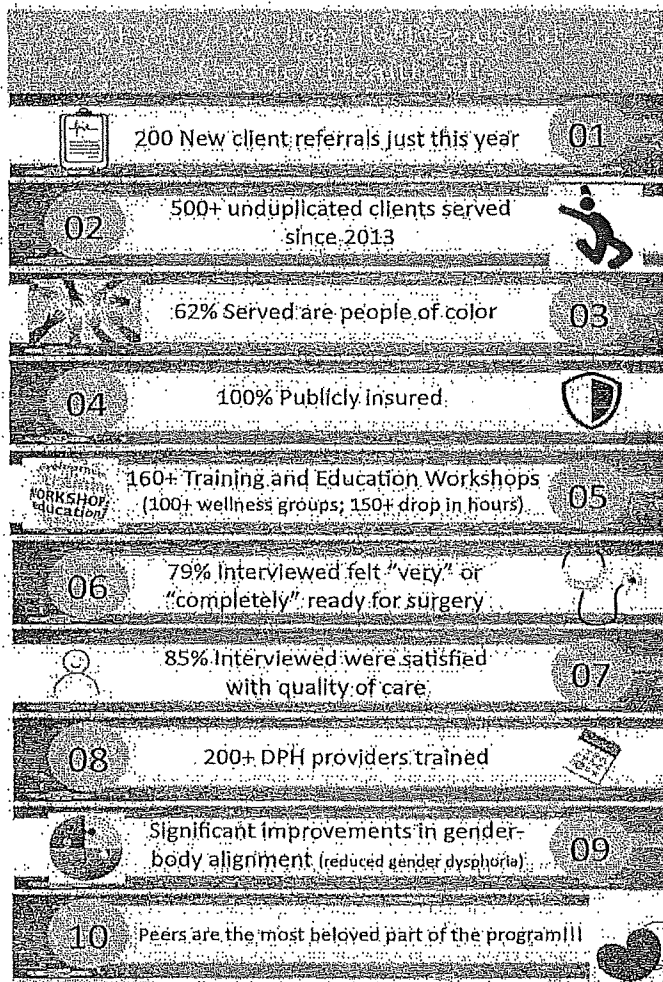 200 New client referrals just this year
01
02
500+ unduplicated clients served
since 2013
62% Served are people of color
03
04
100% Publicly insured
WORKSHOP
education
160+ Training and Education Workshops
(100+ wellness groups; 150+ drop in hours)
05
06
79% Interviewed felt "very" or
"completely" ready for surgery
85% Interviewed were satisfied
with quality of care
07
08
200+ DPH providers trained
Significant improvements in gender-
body alignment (reduced gender dysphoria)
09
10
Peers are the most beloved part of the program!!!